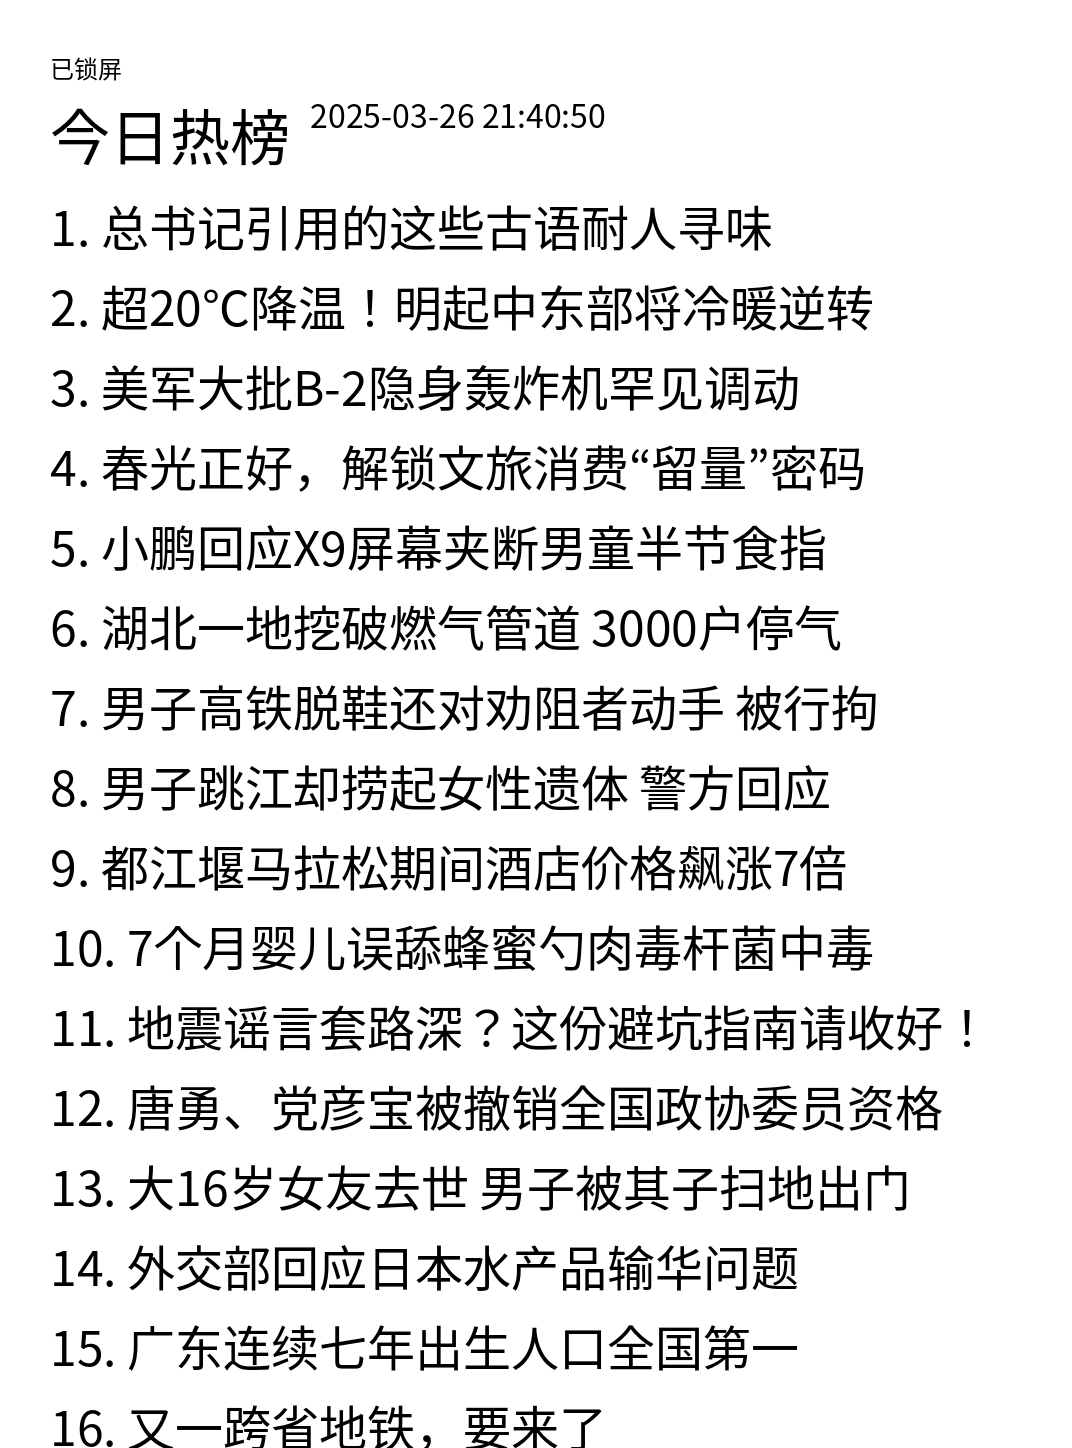 已锁屏
今日热榜 2025-03-26 21:40:50
1. 总书记引用的这些古语耐人寻味
2. 超20℃降温！明起中东部将冷暖逆转
3. 美军大批B-2隐身轰炸机罕见调动
4. 春光正好，解锁文旅消费“留量”密码
5. 小鹏回应X9屏幕夹断男童半节食指
6. 湖北一地挖破燃气管道 3000户停气
7. 男子高铁脱鞋还对劝阻者动手 被行拘
8. 男子跳江却捞起女性遗体 警方回应
9. 都江堰马拉松期间酒店价格飙涨7倍
10. 7个月婴儿误舔蜂蜜勺肉毒杆菌中毒
11. 地震谣言套路深？这份避坑指南请收好！
12. 唐勇、党彦宝被撤销全国政协委员资格
13. 大16岁女友去世 男子被其子扫地出门
14. 外交部回应日本水产品输华问题
15. 广东连续七年出生人口全国第一
16. 又一跨省地铁，要来了